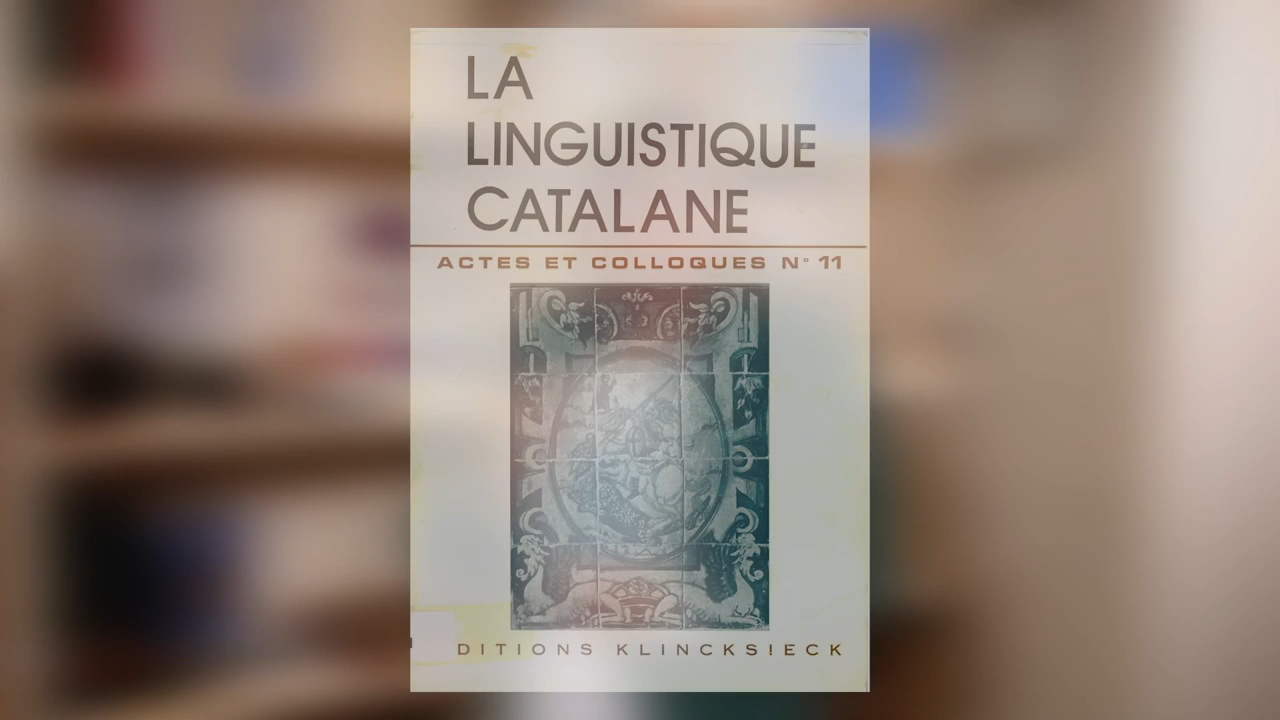 LA
LINGUISTIQUE
CATALANE
ACTES ET COLLOQUES N° 11
DITIONS KLINCKSIECK